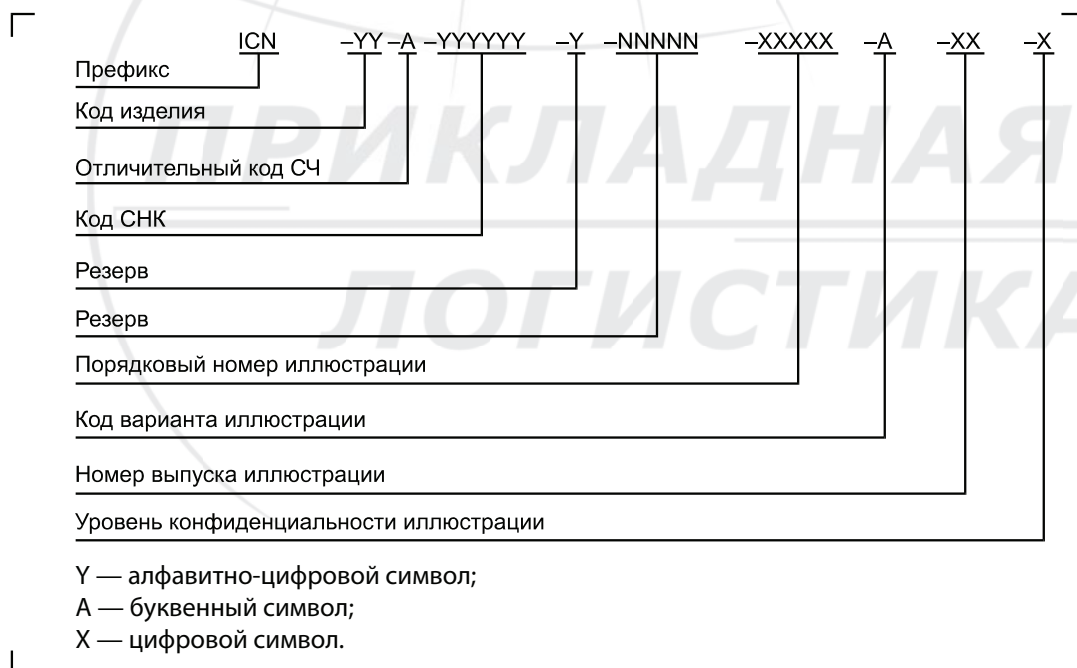 ICN –YY –A –YYYYYY –Y –NNNNN –XXXXX –A –XX –X
Префикс
Код изделия
Отличительный код СЧ
Код СНК
Резерв
Резерв
Порядковый номер иллюстрации
Код варианта иллюстрации
Номер выпуска иллюстрации
Уровень конфиденциальности иллюстрации
Y — алфавитно-цифровой символ;
A — буквенный символ;
X — цифровой символ.
ПРИКЛАДНАЯ
ЛОГИСТИКА